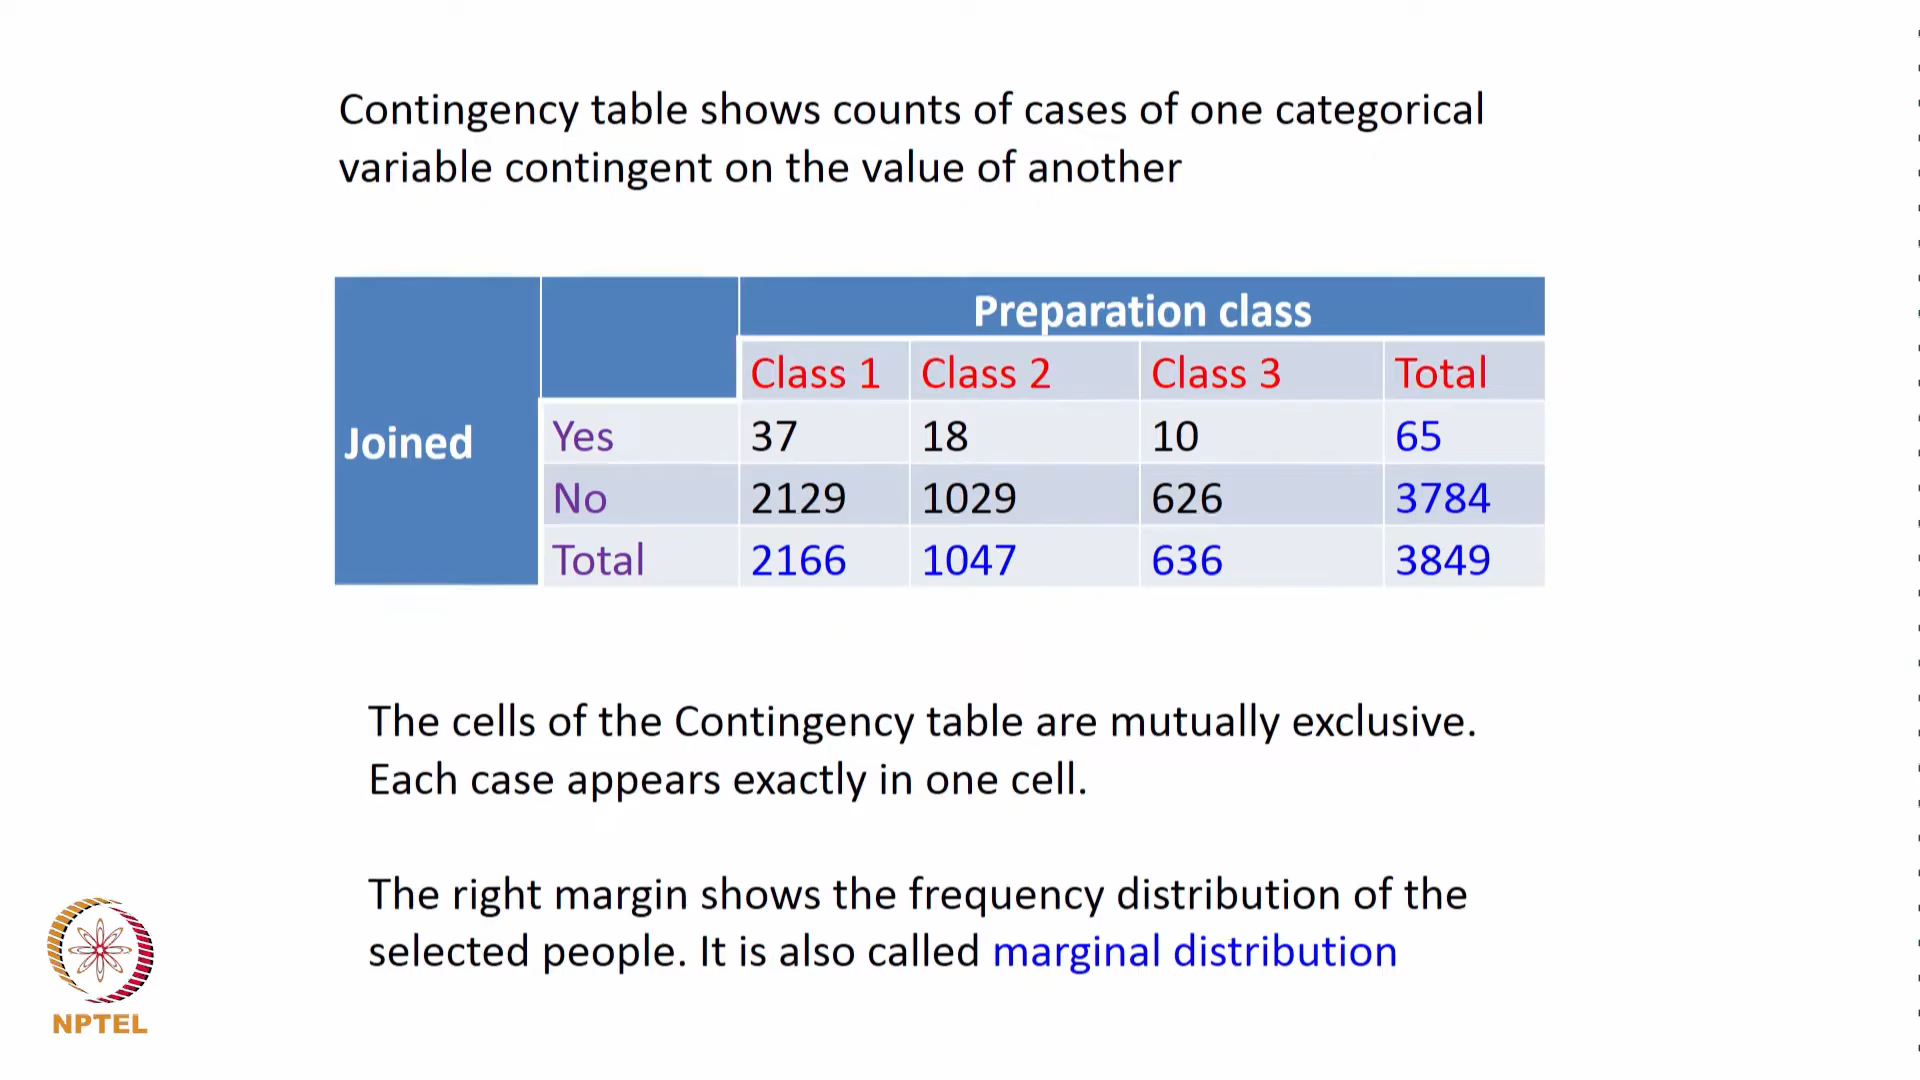 Contingency table shows counts of cases of one categorical
variable contingent on the value of another
Preparation class
Class 1 Class 2 Class 3 Total
Joined
Yes 37 18 10 65
No 2129 1029 626 3784
Total 2166 1047 636 3849
The cells of the Contingency table are mutually exclusive.
Each case appears exactly in one cell.
The right margin shows the frequency distribution of the
selected people. It is also called marginal distribution
NPTEL